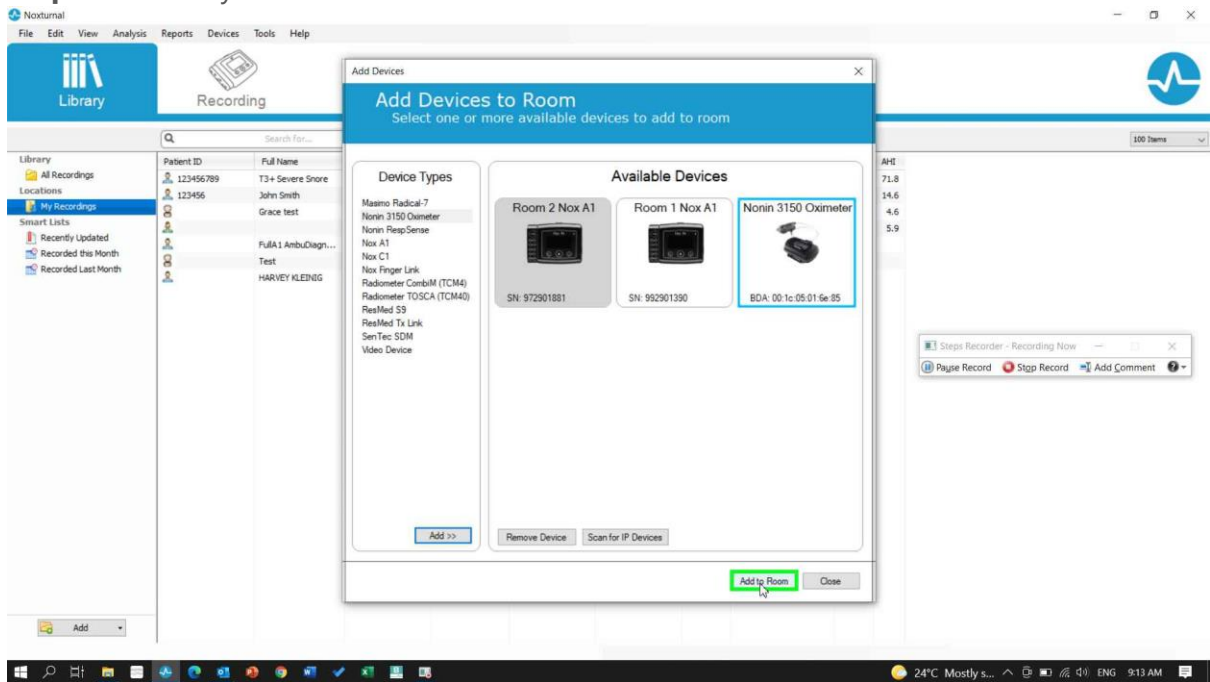 Noxturnal
File Edit View Analysis Reports Devices Tools Help
Library
Recording
Search for...
100 Items
Library
All Recordings
Locations
My Recordings
Smart Lists
Recently Updated
Recorded this Month
Recorded Last Month
Patient ID Full Name AHI
123456789 T3+ Severe Snore 71.8
123456 John Smith 14.6
Grace test 4.6
5.9
FullA1 AmbuDiagn...
Test
HARVEY KLEINIG
Add
Add Devices
Add Devices to Room
Select one or more available devices to add to room
Device Types
Masimo Radical-7
Nonin 3150 Oximeter
Nonin RespSense
Nox A1
Nox C1
Nox Finger Link
Radiometer CombiM (TCM4)
Radiometer TOSCA (TCM40)
ResMed S9
ResMed Tx Link
SenTec SDM
Video Device
Add >>
Available Devices
Room 2 Nox A1
SN: 972901881
Room 1 Nox A1
SN: 992901390
Nonin 3150 Oximeter
BDA: 00:1c:05:01:6e:85
Remove Device Scan for IP Devices
Add to Room Close
Steps Recorder - Recording Now
Pause Record Stop Record Add Comment
24°C Mostly s... ENG 9:13 AM